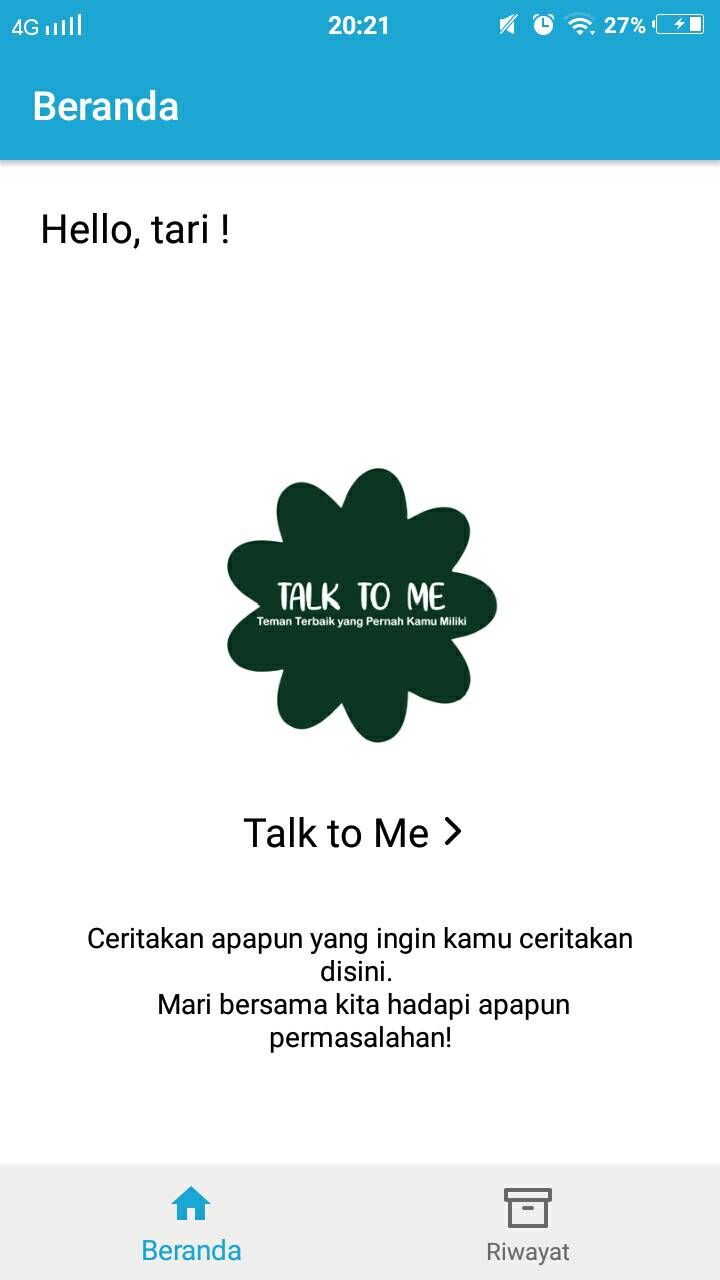 4G 20:21 27%
Beranda
Hello, tari !
TALK TO ME
Teman Terbaik yang Pernah Kamu Miliki
Talk to Me
Ceritakan apapun yang ingin kamu ceritakan
disini.
Mari bersama kita hadapi apapun
permasalahan!
Beranda Riwayat